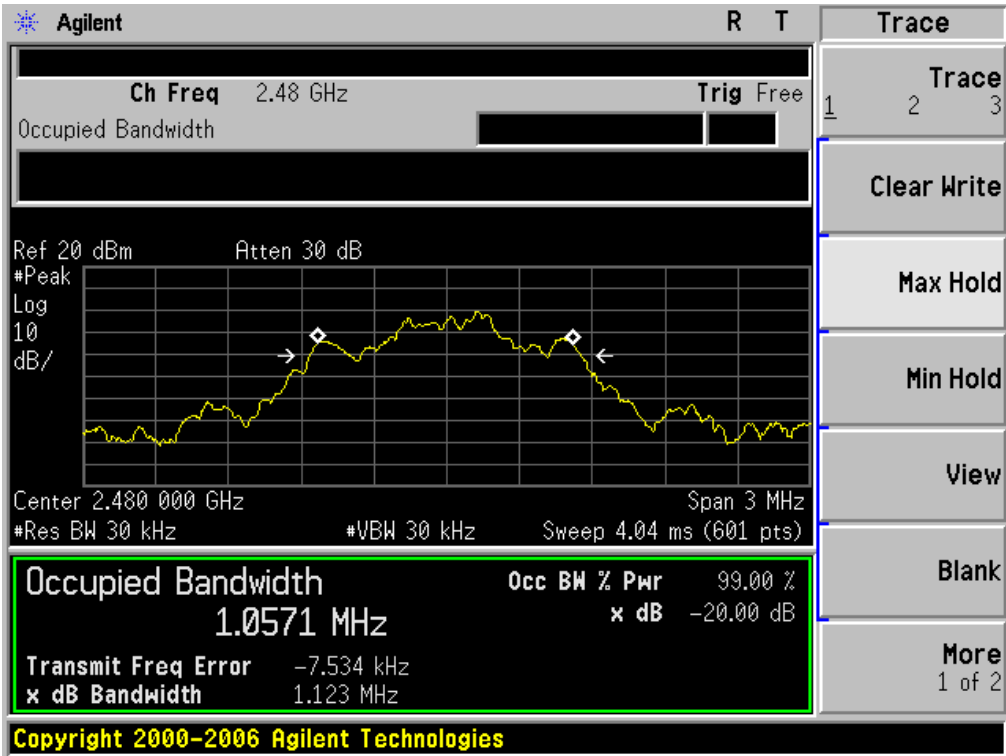 Agilent R T Trace
Ch Freq 2.48 GHz Trig Free
Occupied Bandwidth
Trace
1 2 3
Clear Write
Max Hold
Min Hold
View
Blank
More
1 of 2
Ref 20 dBm Atten 30 dB
#Peak
Log
10
dB/
Center 2.480 000 GHz Span 3 MHz
#Res BW 30 kHz #VBW 30 kHz Sweep 4.04 ms (601 pts)
Occupied Bandwidth Occ BW % Pwr 99.00 %
1.0571 MHz x dB -20.00 dB
Transmit Freq Error -7.534 kHz
x dB Bandwidth 1.123 MHz
Copyright 2000-2006 Agilent Technologies